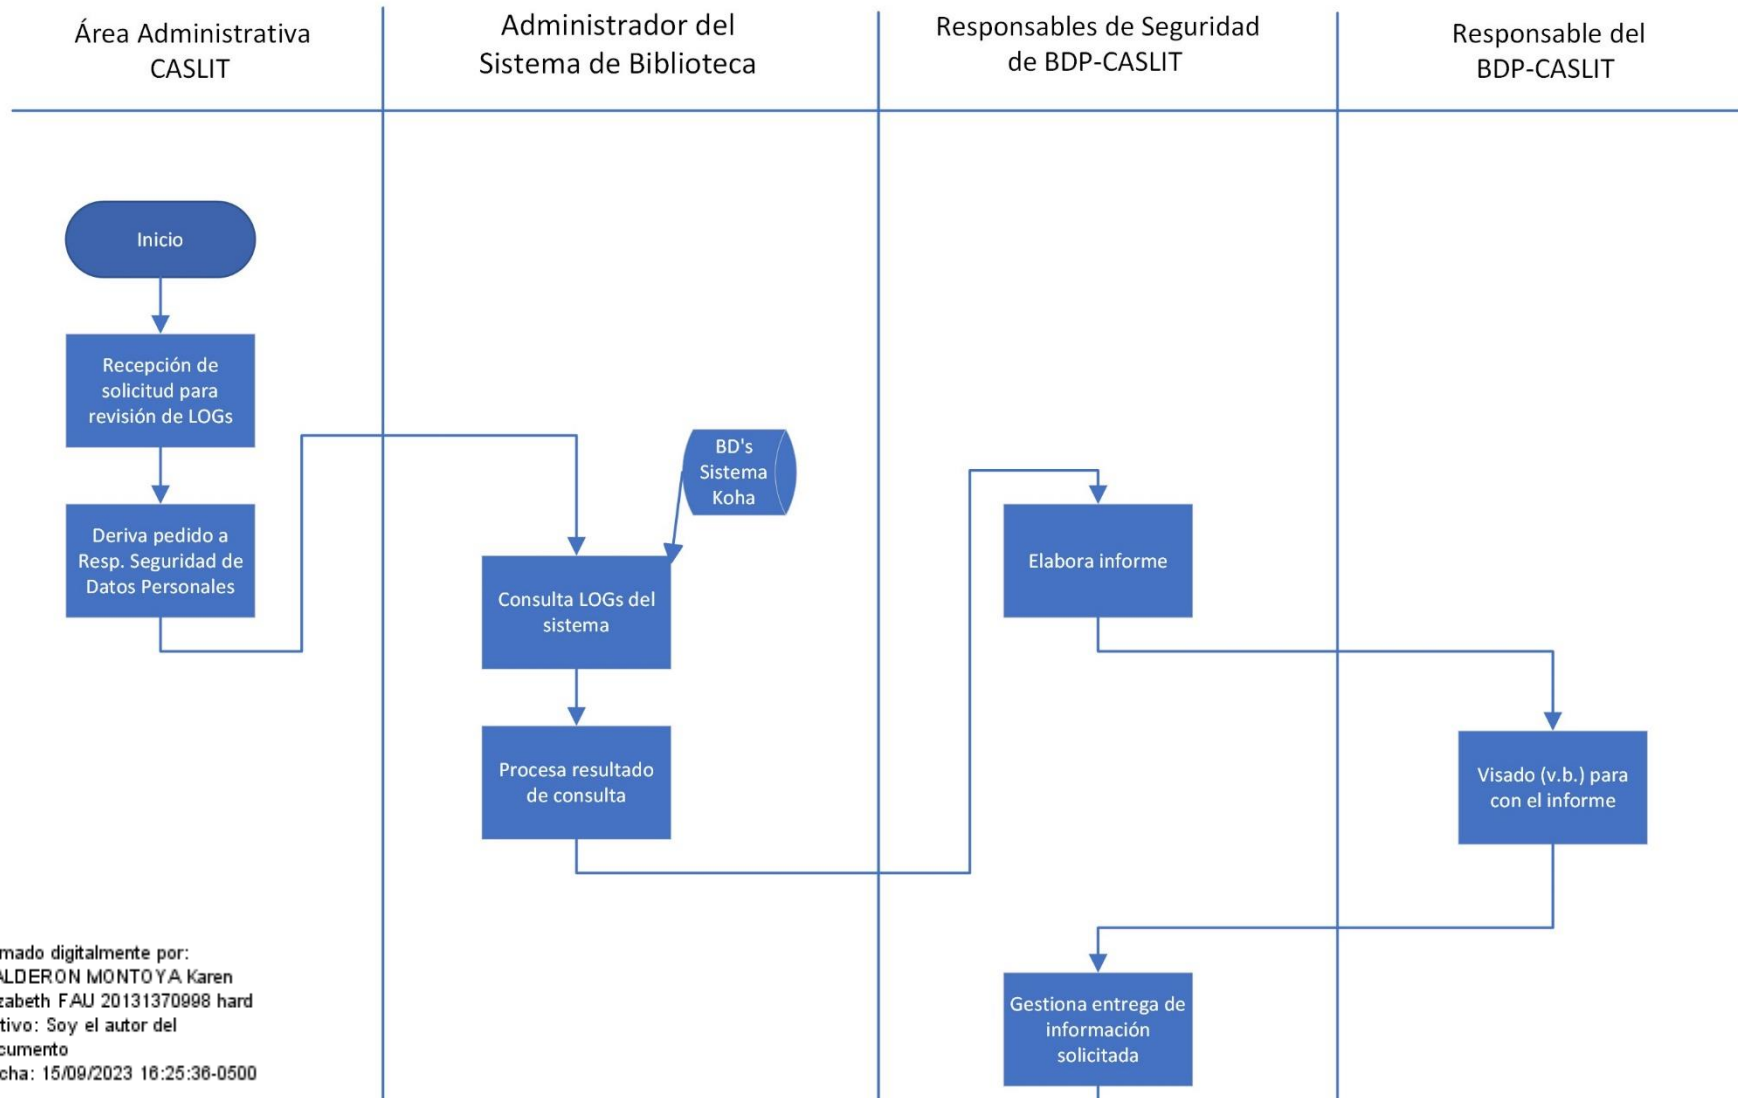 Área Administrativa
CASLIT
Administrador del
Sistema de Biblioteca
Responsables de Seguridad
de BDP-CASLIT
Responsable del
BDP-CASLIT
Inicio
Recepción de
solicitud para
revisión de LOGs
Deriva pedido a
Resp. Seguridad de
Datos Personales
BD's
Sistema
Koha
Consulta LOGs del
sistema
Procesa resultado
de consulta
Elabora informe
Visado (v.b.) para
con el informe
Gestiona entrega de
información
solicitada
mado digitalmente por:
ALDERON MONTOYA Karen
zabeth FAU 20131370998 hard
tivo: Soy el autor del
cumento
cha: 15/09/2023 16:25:36-0500